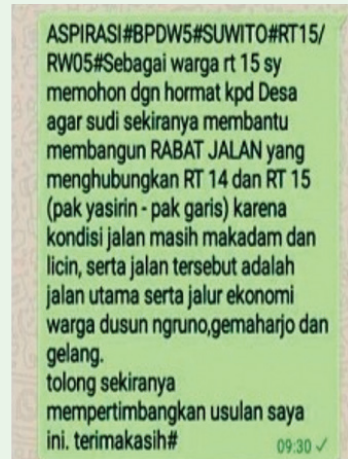 ASPIRASI#BPDW5#SUWITO#RT15/
RW05#Sebagai warga rt 15 sy
memohon dgn hormat kpd Desa
agar sudi sekiranya membantu
membangun RABAT JALAN yang
menghubungkan RT 14 dan RT 15
(pak yasirin - pak garis) karena
kondisi jalan masih makadam dan
licin, serta jalan tersebut adalah
jalan utama serta jalur ekonomi
warga dusun ngruno,gemaharjo dan
gelang.
tolong sekiranya
mempertimbangkan usulan saya
ini. terimakasih#
09:30 ✓